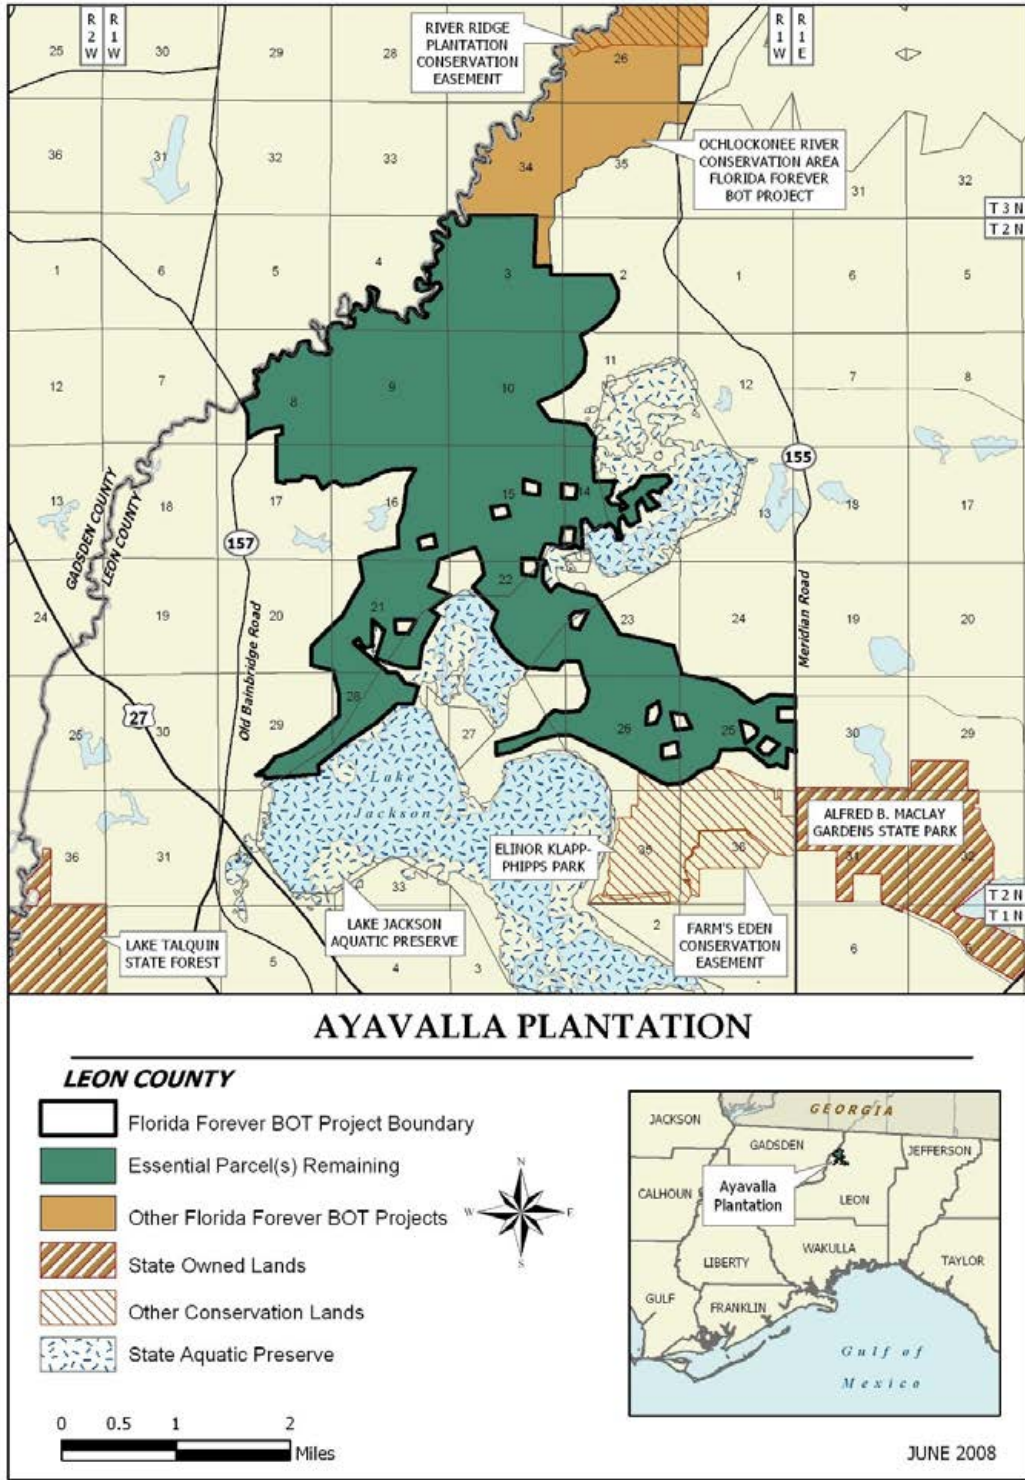 R
2
W
R
1
W
RIVER RIDGE
PLANTATION
CONSERVATION
EASEMENT
R
1
W
R
1
E
25
30
29
28
26
36
31
32
33
34
35
OCHLOCKONEE RIVER
CONSERVATION AREA
FLORIDA FOREVER
BOT PROJECT
31
32
T 3 N
T 2 N
1
6
5
4
3
2
1
6
5
12
7
8
9
10
11
12
7
8
155
13
18
17
16
15
14
13
18
17
GADSDEN COUNTY
LEON COUNTY
157
24
19
20
21
22
23
24
19
20
Old Bainbridge Road
Meridian Road
27
25
30
29
28
27
26
25
30
29
Lake
Jackson
ALFRED B. MACLAY
GARDENS STATE PARK
ELINOR KLAPP-
PHIPPS PARK
36
31
32
33
35
36
31
32
LAKE TALQUIN
STATE FOREST
LAKE JACKSON
AQUATIC PRESERVE
FARM'S EDEN
CONSERVATION
EASEMENT
T 2 N
T 1 N
1
5
4
3
2
6
5
AYAVALLA PLANTATION
LEON COUNTY
Florida Forever BOT Project Boundary
Essential Parcel(s) Remaining
Other Florida Forever BOT Projects
State Owned Lands
Other Conservation Lands
State Aquatic Preserve
N
W
E
S
0 0.5 1 2
Miles
GEORGIA
JACKSON
GADSDEN
JEFFERSON
CALHOUN
Ayavalla
Plantation
LEON
LIBERTY
WAKULLA
TAYLOR
GULF
FRANKLIN
Gulf of
Mexico
JUNE 2008